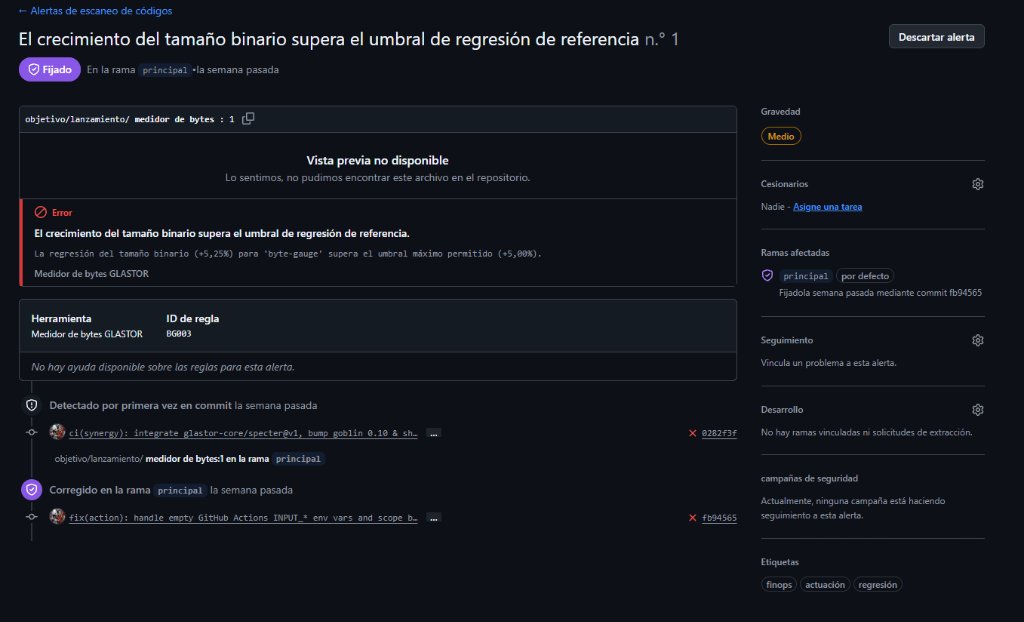 ← Alertas de escaneo de códigos
El crecimiento del tamaño binario supera el umbral de regresión de referencia n.° 1
Descartar alerta
Fijado En la rama principal •la semana pasada
objetivo/lanzamiento/ medidor de bytes : 1
Vista previa no disponible
Lo sentimos, no pudimos encontrar este archivo en el repositorio.
Error
El crecimiento del tamaño binario supera el umbral de regresión de referencia.
La regresión del tamaño binario (+5,25%) para 'byte-gauge' supera el umbral máximo permitido (+5,00%).
Medidor de bytes GLASTOR
Herramienta ID de regla
Medidor de bytes GLASTOR BG003
No hay ayuda disponible sobre las reglas para esta alerta.
Detectado por primera vez en commit la semana pasada
ci(synergy): integrate glastor-core/specter@v1, bump goblin 0.10 & sh… ... 0282f3f
objetivo/lanzamiento/ medidor de bytes:1 en la rama principal
Corregido en la rama principal la semana pasada
fix(action): handle empty GitHub Actions INPUT_* env vars and scope b… ... fb94565
Gravedad
Medio
Cesionarios
Nadie - Asigne una tarea
Ramas afectadas
principal por defecto
Fijadola semana pasada mediante commit fb94565
Seguimiento
Vincula un problema a esta alerta.
Desarrollo
No hay ramas vinculadas ni solicitudes de extracción.
campañas de seguridad
Actualmente, ninguna campaña está haciendo
seguimiento a esta alerta.
Etiquetas
finops actuación regresión